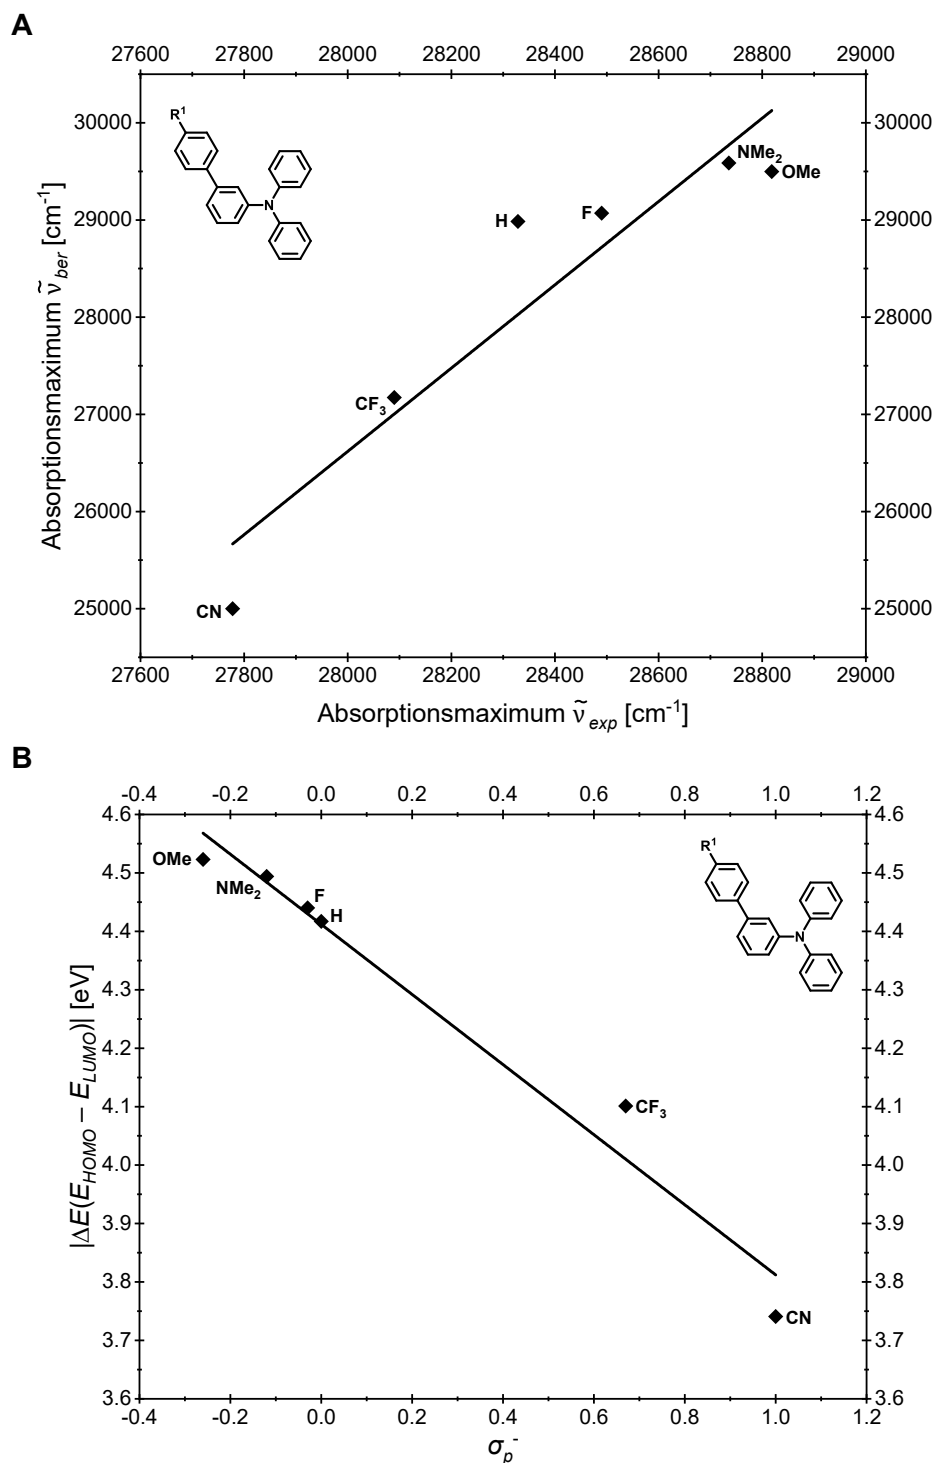 A
27600 27800 28000 28200 28400 28600 28800 29000
30000
29000
28000
27000
26000
25000
30000
29000
28000
27000
26000
25000
R¹
N
NMe₂
OMe
F
H
CF₃
CN
27600 27800 28000 28200 28400 28600 28800 29000
Absorptionsmaximum ν̃ber [cm⁻¹]
Absorptionsmaximum ν̃exp [cm⁻¹]
B
-0.4 -0.2 0.0 0.2 0.4 0.6 0.8 1.0 1.2
4.6
4.5
4.4
4.3
4.2
4.1
4.0
3.9
3.8
3.7
3.6
4.6
4.5
4.4
4.3
4.2
4.1
4.0
3.9
3.8
3.7
3.6
R¹
N
OMe
NMe₂
F
H
CF₃
CN
-0.4 -0.2 0.0 0.2 0.4 0.6 0.8 1.0 1.2
|ΔE(E_HOMO – E_LUMO)| [eV]
σₚ⁻